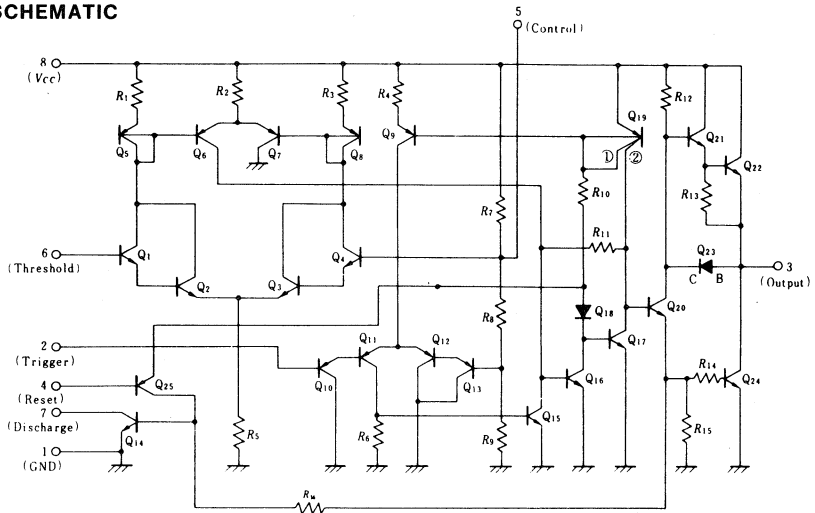 SCHEMATIC
5
(Control)
8
(Vcc)
R1
R2
R3
R4
R12
Q19
Q5
Q6
Q7
Q8
Q9
Q21
Q22
① ②
R10
R13
R7
R11
6
(Threshold)
Q1
Q2
Q3
Q4
Q23
C B
3
(Output)
R8
Q18
Q20
Q17
2
(Trigger)
Q11
Q12
Q10
Q13
Q16
R14
Q24
4
(Reset)
Q25
7
(Discharge)
Q14
R5
R6
R9
Q15
R15
1
(GND)